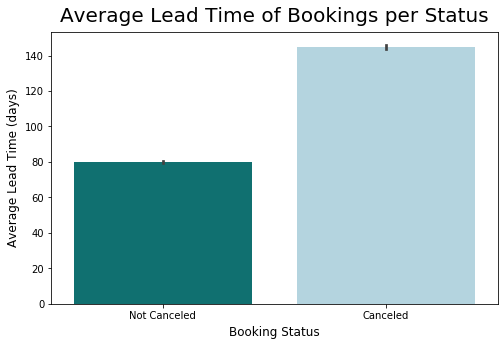 Average Lead Time of Bookings per Status
Average Lead Time (days)
140
120
100
80
60
40
20
0
Not Canceled
Canceled
Booking Status